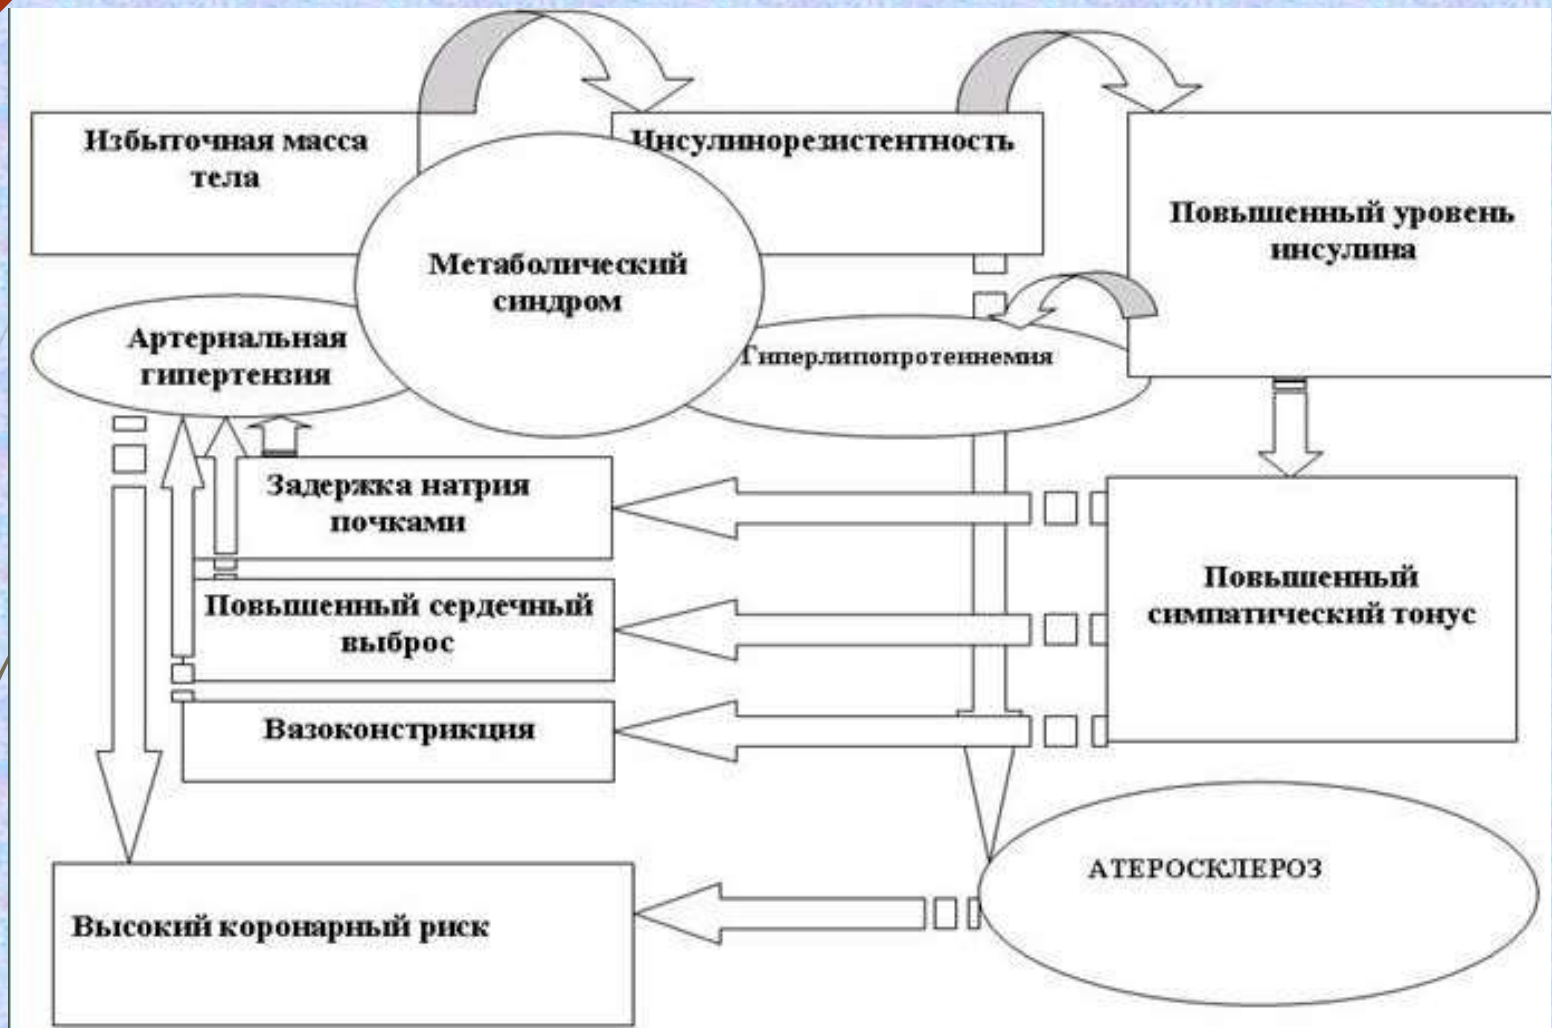 Избыточная масса
тела
Инсулинорезистентность
Повышенный уровень
инсулина
Метаболический
синдром
Артериальная
гипертензия
Гиперлипопротеинемия
Задержка натрия
почками
Повышенный
симпатический тонус
Повышенный сердечный
выброс
Вазоконстрикция
АТЕРОСКЛЕРОЗ
Высокий коронарный риск